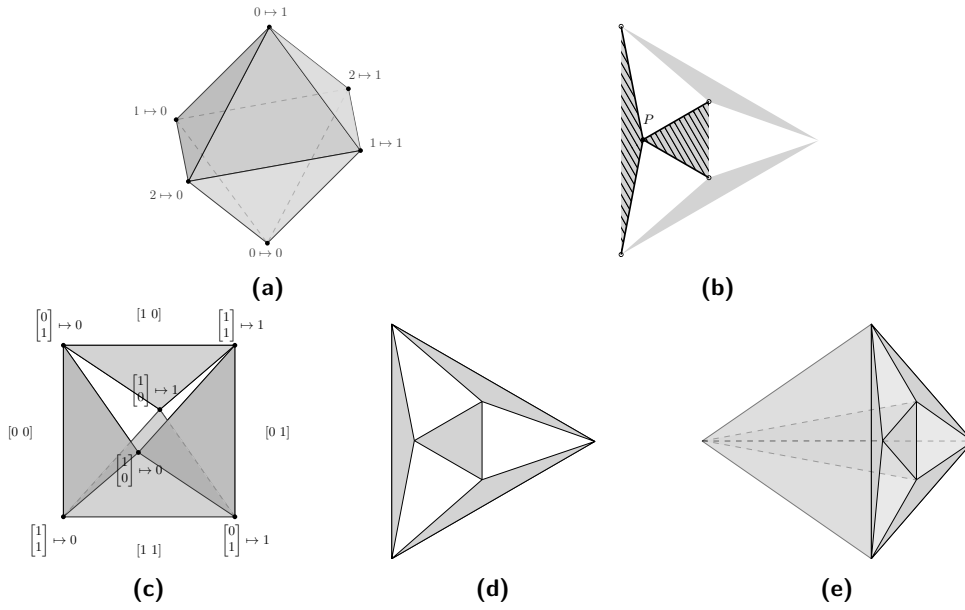 0 ↦ 1
2 ↦ 1
1 ↦ 0
1 ↦ 1
2 ↦ 0
0 ↦ 0
(a)
P
(b)
[0 1] ↦ 0
[1 0]
[1 1] ↦ 1
[1 0] ↦ 1
[0 0]
[0 1]
[1 0] ↦ 0
[1 1] ↦ 0
[1 1]
[0 1] ↦ 1
(c)
(d)
(e)